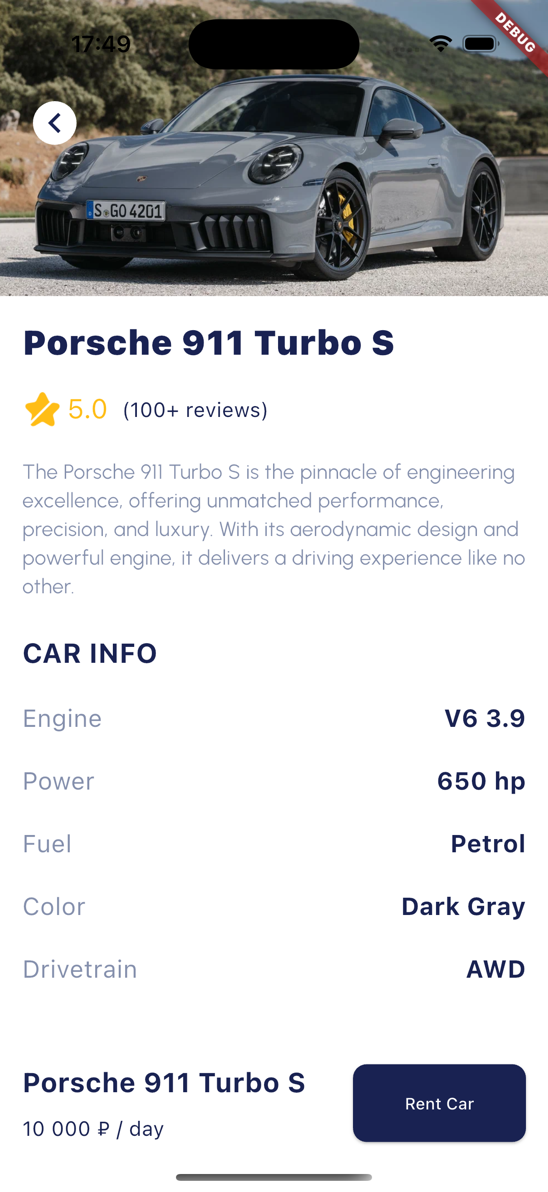 17:49
DEBUG
S GO 4201
Porsche 911 Turbo S
5.0 (100+ reviews)
The Porsche 911 Turbo S is the pinnacle of engineering
excellence, offering unmatched performance,
precision, and luxury. With its aerodynamic design and
powerful engine, it delivers a driving experience like no
other.
CAR INFO
Engine V6 3.9
Power 650 hp
Fuel Petrol
Color Dark Gray
Drivetrain AWD
Porsche 911 Turbo S
10 000 ₽ / day
Rent Car